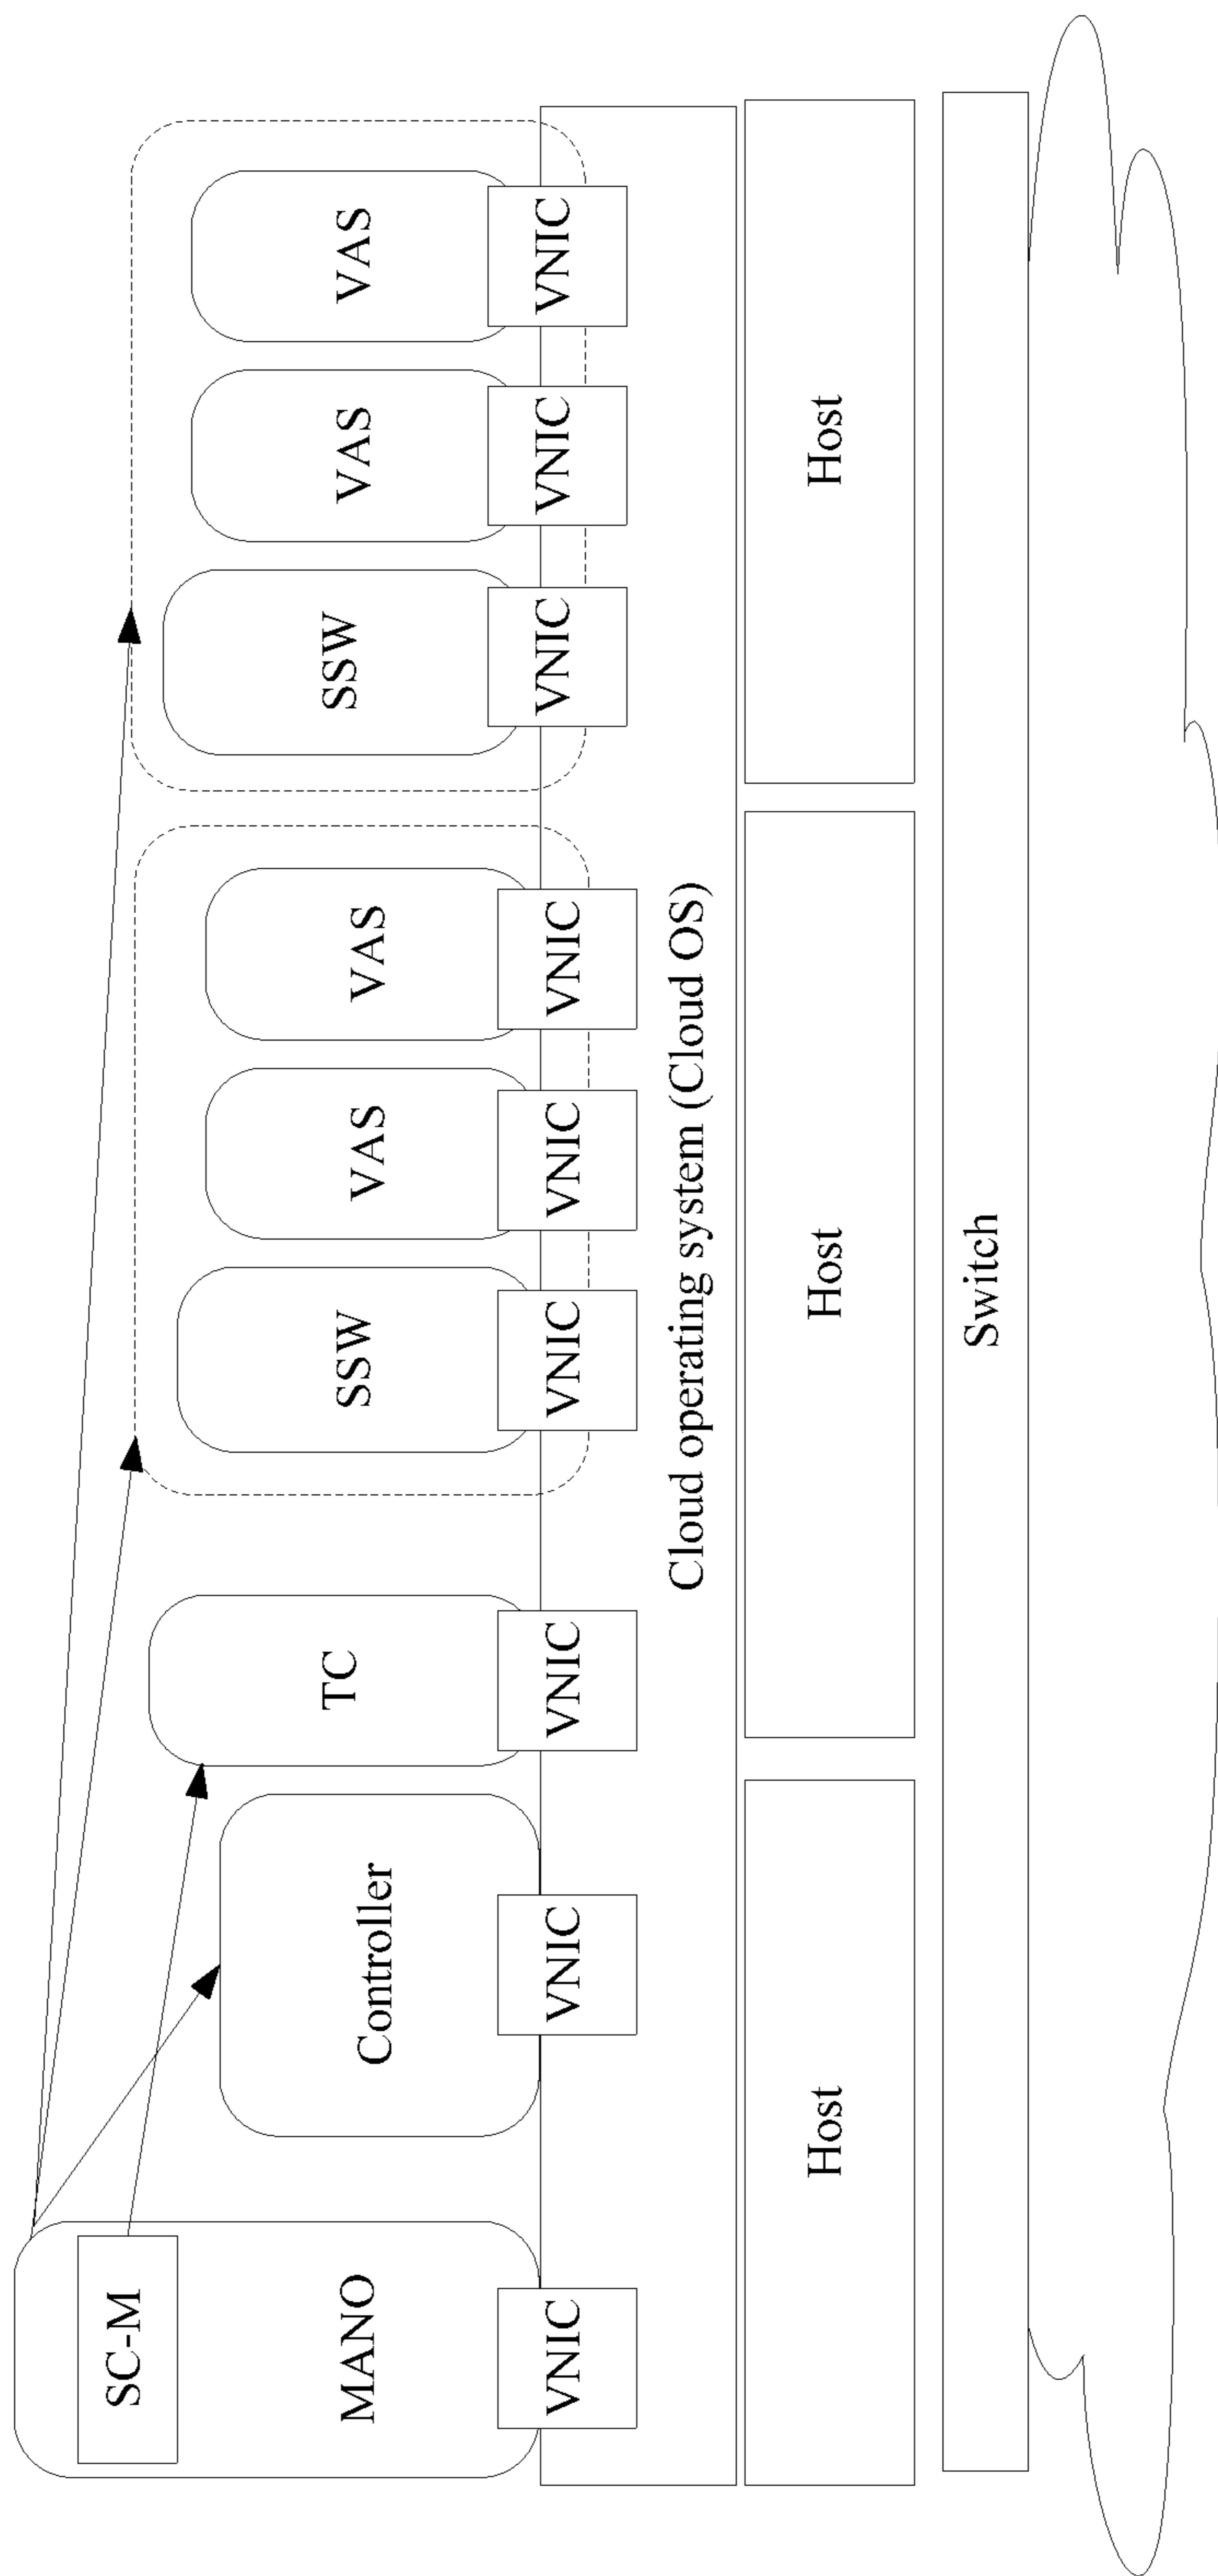 SC-M
MANO
VNIC
Controller
VNIC
TC
VNIC
SSW
VNIC
VAS
VNIC
VAS
VNIC
SSW
VNIC
VAS
VNIC
VAS
VNIC
Cloud operating system (Cloud OS)
Host
Host
Host
Switch